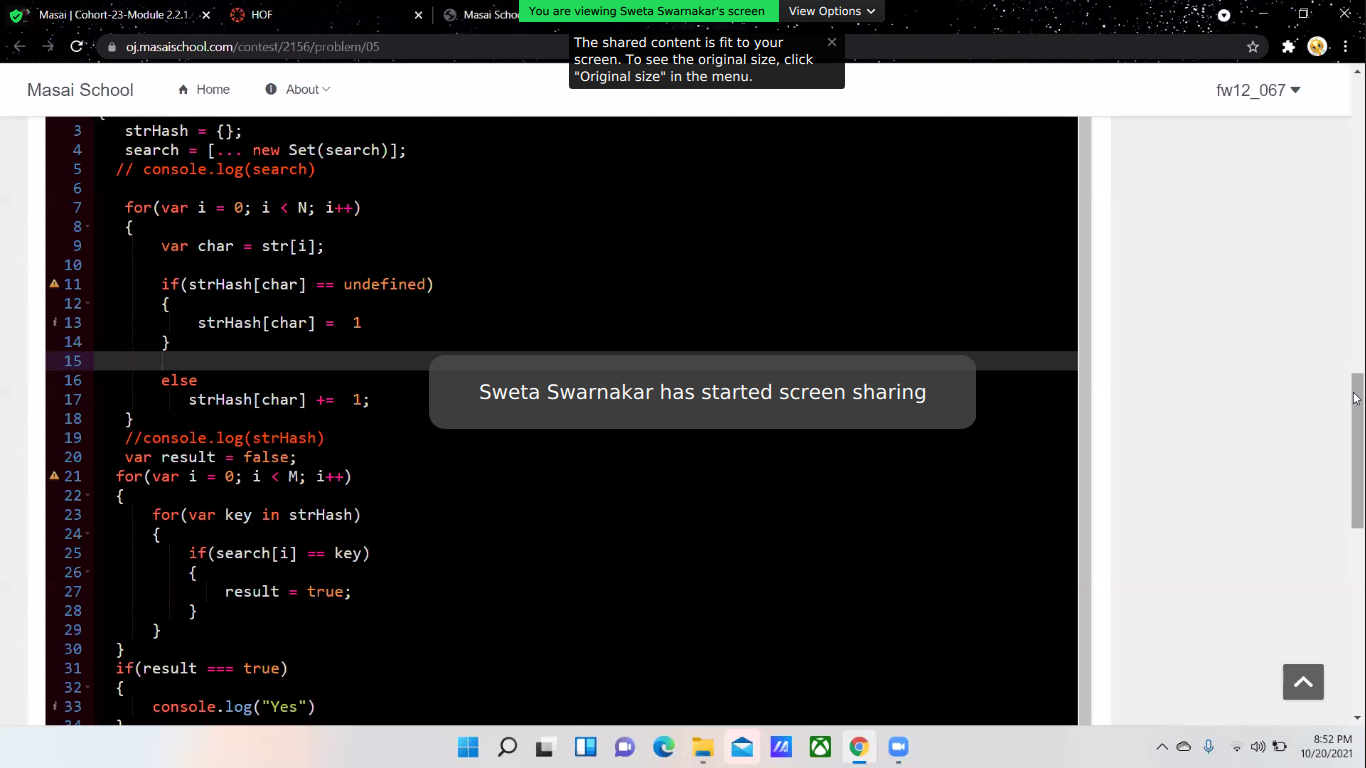 Masai | Cohort-23-Module 2.2.1.
HOF
Masai Scho
You are viewing Sweta Swarnakar's screen
View Options
oj.masaischool.com/contest/2156/problem/05
The shared content is fit to your
screen. To see the original size, click
"Original size" in the menu.
Masai School
Home
About
fw12_067
3 strHash = {};
4 search = [... new Set(search)];
5 // console.log(search)
6
7 for(var i = 0; i < N; i++)
8 {
9 var char = str[i];
10
11 if(strHash[char] == undefined)
12 {
13 strHash[char] = 1
14 }
15
16 else
17 strHash[char] += 1;
18 }
19 //console.log(strHash)
20 var result = false;
21 for(var i = 0; i < M; i++)
22 {
23 for(var key in strHash)
24 {
25 if(search[i] == key)
26 {
27 result = true;
28 }
29 }
30 }
31 if(result === true)
32 {
33 console.log("Yes")
34
Sweta Swarnakar has started screen sharing
8:52 PM
10/20/2021